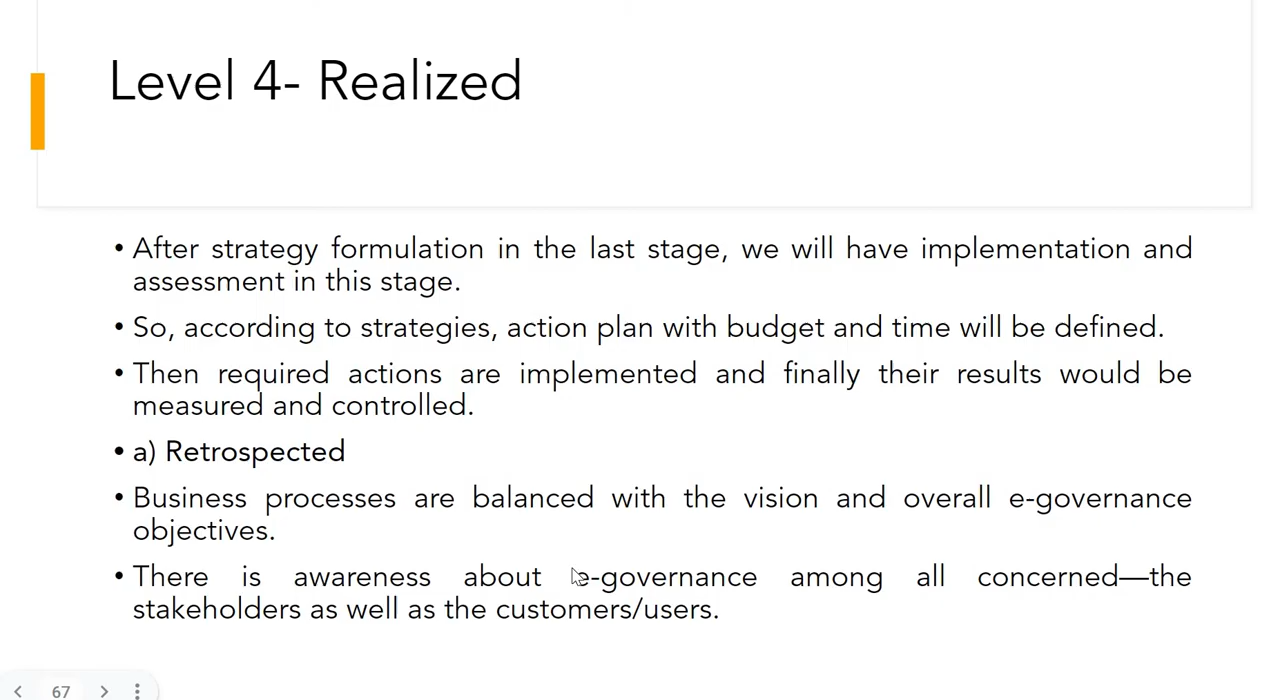 Level 4- Realized
• After strategy formulation in the last stage, we will have implementation and
assessment in this stage.
• So, according to strategies, action plan with budget and time will be defined.
• Then required actions are implemented and finally their results would be
measured and controlled.
• a) Retrospected
• Business processes are balanced with the vision and overall e-governance
objectives.
• There is awareness about e-governance among all concerned—the
stakeholders as well as the customers/users.
67